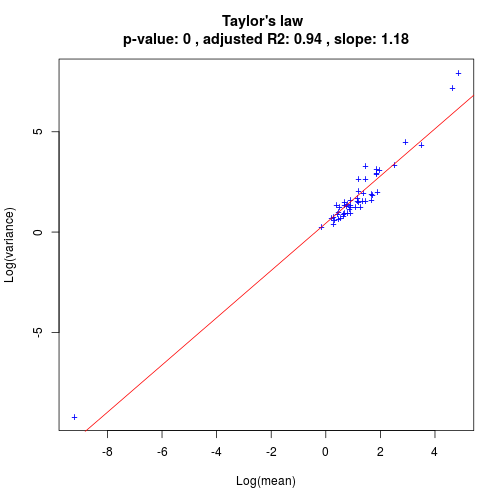 Taylor's law
p-value: 0 , adjusted R2: 0.94 , slope: 1.18
5
0
-5
Log(variance)
-8 -6 -4 -2 0 2 4
Log(mean)